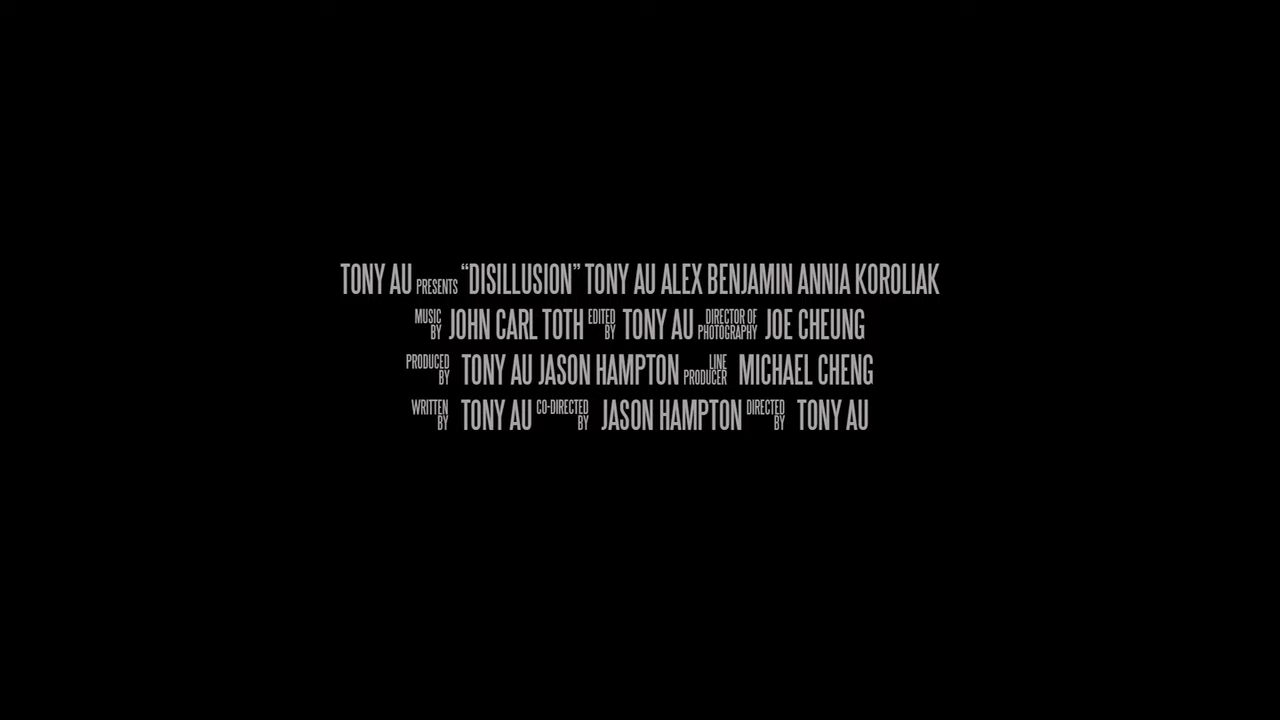 TONY AU PRESENTS “DISILLUSION” TONY AU ALEX BENJAMIN ANNIA KOROLIAK
MUSIC BY JOHN CARL TOTH EDITED BY TONY AU DIRECTOR OF PHOTOGRAPHY JOE CHEUNG
PRODUCED BY TONY AU JASON HAMPTON LINE PRODUCER MICHAEL CHENG
WRITTEN BY TONY AU CO-DIRECTED BY JASON HAMPTON DIRECTED BY TONY AU